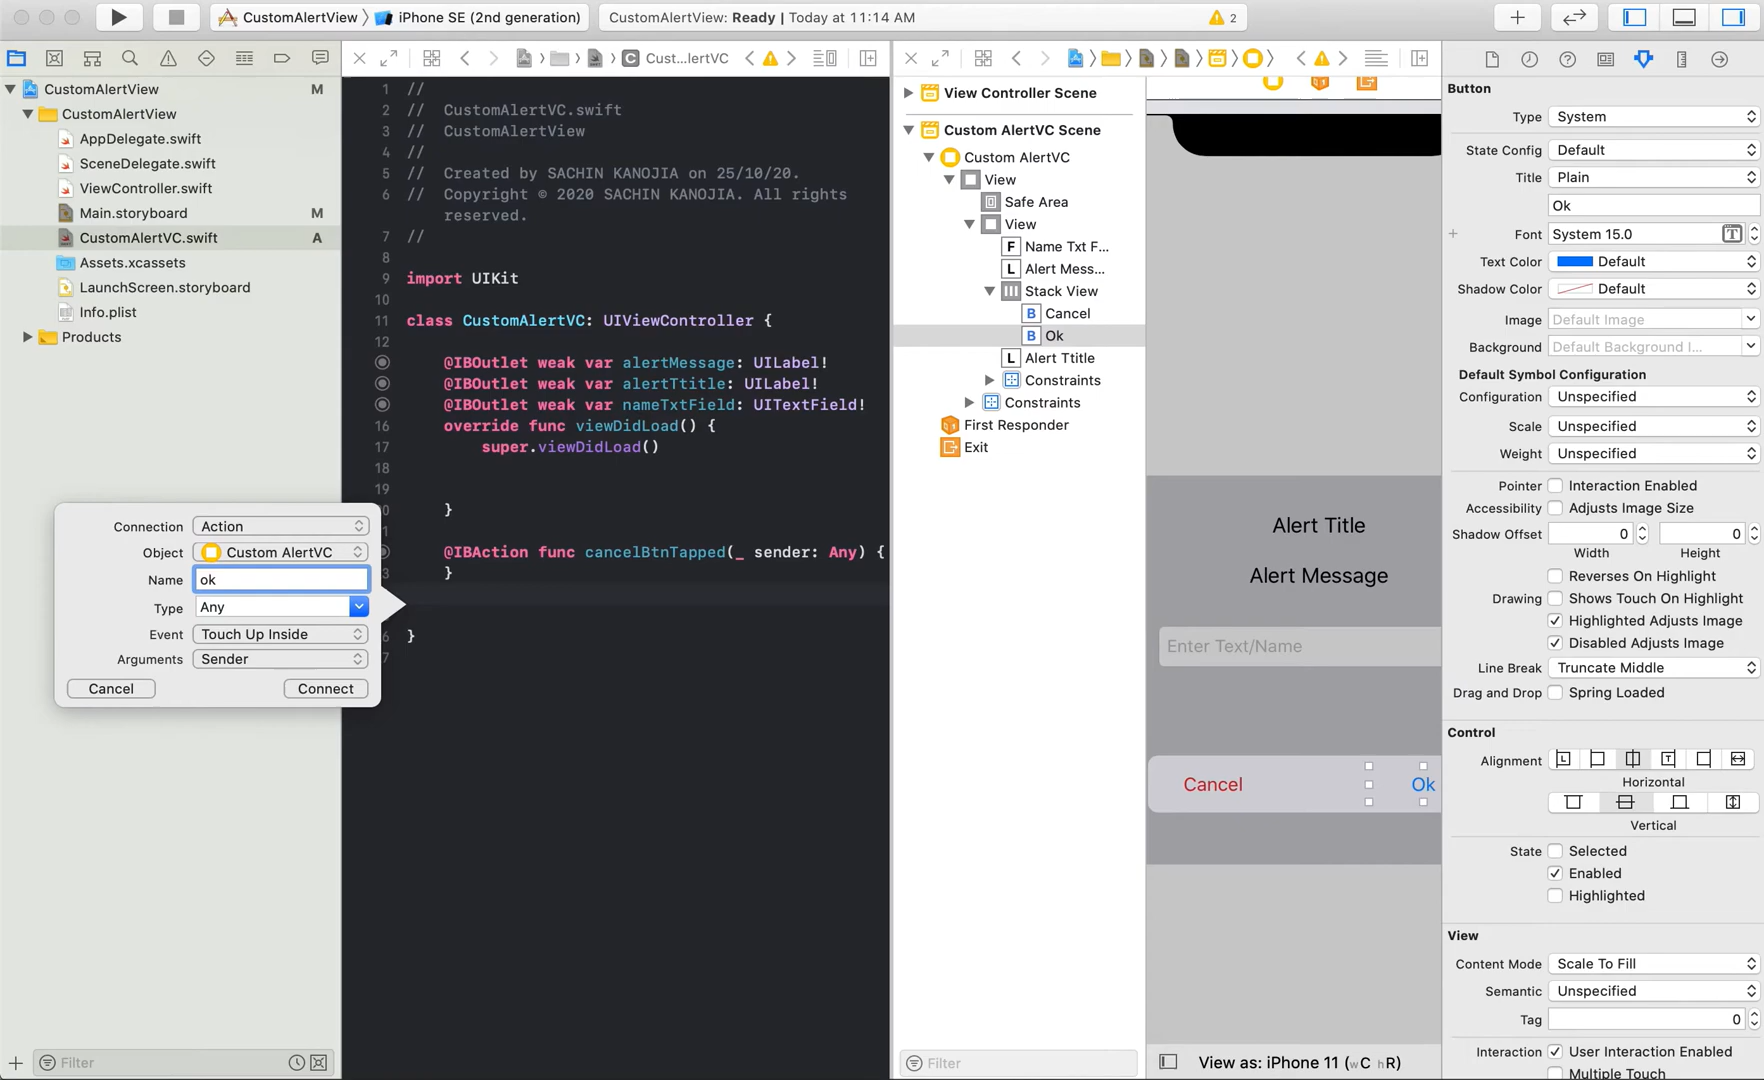 CustomAlertView
iPhone SE (2nd generation)
CustomAlertView: Ready | Today at 11:14 AM
2
Cust...lertVC
CustomAlertView M
CustomAlertView
AppDelegate.swift
SceneDelegate.swift
ViewController.swift
Main.storyboard M
CustomAlertVC.swift A
Assets.xcassets
LaunchScreen.storyboard
Info.plist
Products
1 //
2 // CustomAlertVC.swift
3 // CustomAlertView
4 //
5 // Created by SACHIN KANOJIA on 25/10/20.
6 // Copyright © 2020 SACHIN KANOJIA. All rights
reserved.
7 //
8
9 import UIKit
10
11 class CustomAlertVC: UIViewController {
12
@IBOutlet weak var alertMessage: UILabel!
@IBOutlet weak var alertTtitle: UILabel!
@IBOutlet weak var nameTxtField: UITextField!
16 override func viewDidLoad() {
17 super.viewDidLoad()
18
19
0 }
1
@IBAction func cancelBtnTapped(_ sender: Any) {
3 }
6 }
7
Connection Action
Object Custom AlertVC
Name ok
Type Any
Event Touch Up Inside
Arguments Sender
Cancel Connect
Filter
View Controller Scene
Custom AlertVC Scene
Custom AlertVC
View
Safe Area
View
F Name Txt F...
L Alert Mess...
Stack View
B Cancel
B Ok
L Alert Ttitle
Constraints
Constraints
First Responder
Exit
Filter
Alert Title
Alert Message
Enter Text/Name
Cancel Ok
View as: iPhone 11 (wC hR)
Button
Type System
State Config Default
Title Plain
Ok
Font System 15.0
Text Color Default
Shadow Color Default
Image Default Image
Background Default Background I...
Default Symbol Configuration
Configuration Unspecified
Scale Unspecified
Weight Unspecified
Pointer Interaction Enabled
Accessibility Adjusts Image Size
Shadow Offset 0 0
Width Height
Reverses On Highlight
Drawing Shows Touch On Highlight
Highlighted Adjusts Image
Disabled Adjusts Image
Line Break Truncate Middle
Drag and Drop Spring Loaded
Control
Alignment
Horizontal
Vertical
State Selected
Enabled
Highlighted
View
Content Mode Scale To Fill
Semantic Unspecified
Tag 0
Interaction User Interaction Enabled
Multiple Touch